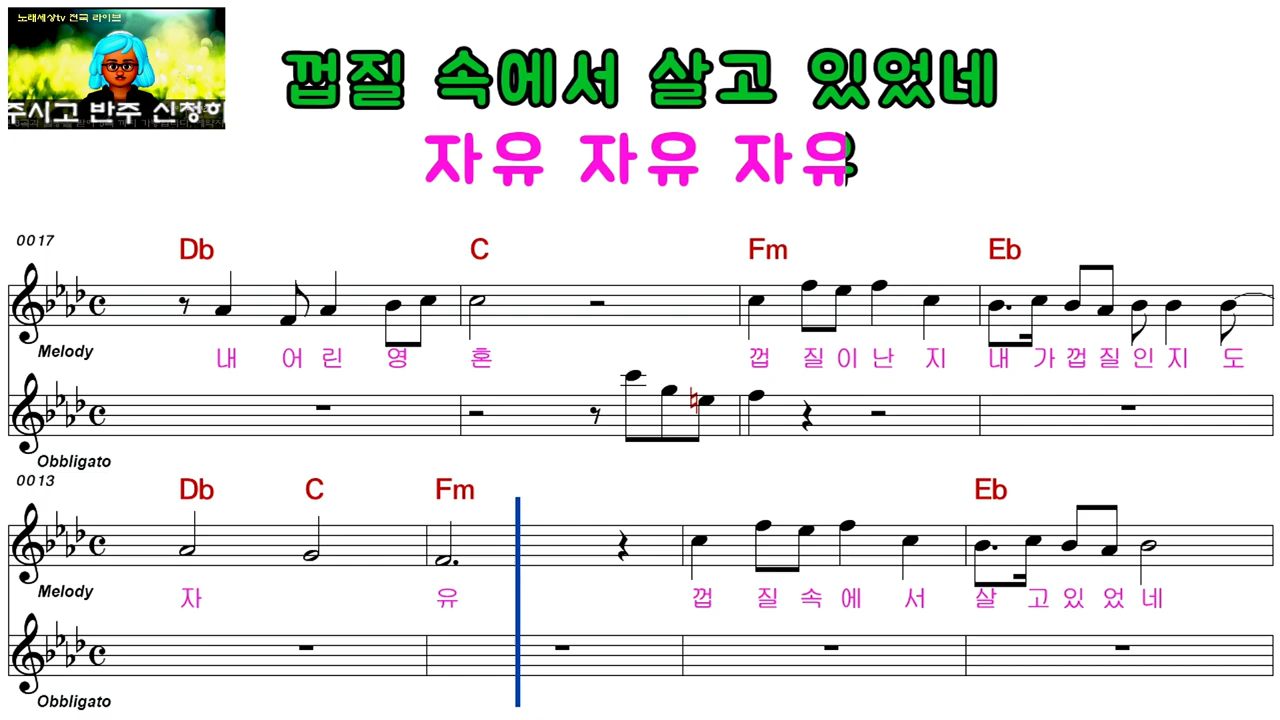 노래세상tv 전국 라이브
주시고 반주 신청하
껍질 속에서 살고 있었네
자유 자유 자유
0017
Db C Fm Eb
Melody
내 어 린 영 혼 껍 질 이 난 지 내 가 껍 질 인 지 도
Obbligato
0013
Db C Fm Eb
Melody
자 유 껍 질 속 에 서 살 고 있 었 네
Obbligato